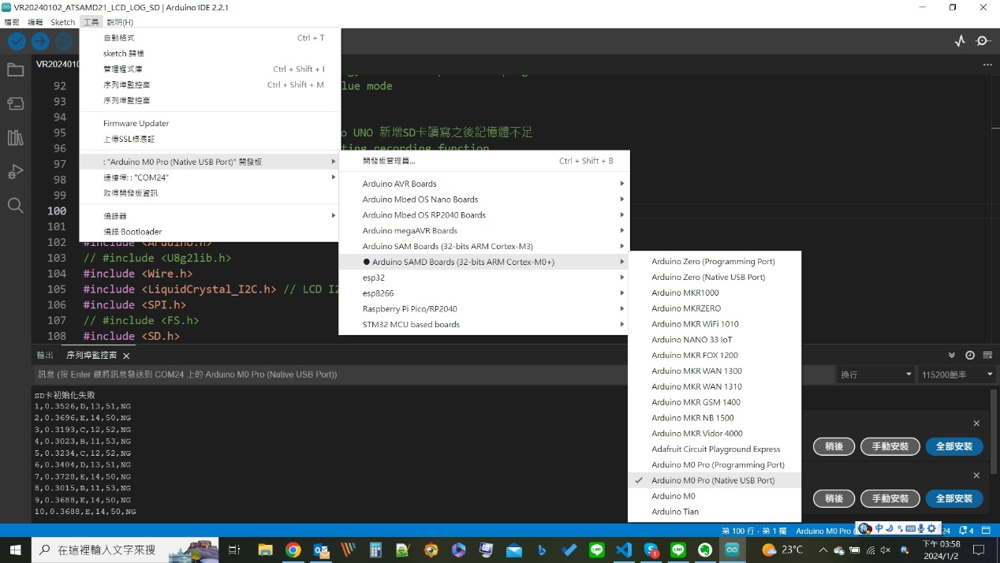 VR20240102_ATSAMD21_LCD_LOG_SD | Arduino IDE 2.2.1
檔案 編輯 Sketch 工具 說明(H)
VR2024010
自動格式 Ctrl + T
sketch 歸檔
管理程式庫 Ctrl + Shift + I
序列埠監控窗 Ctrl + Shift + M
序列埠監控窗
Firmware Updater
上傳SSL根憑証
: "Arduino M0 Pro (Native USB Port)" 開發板
連接埠: : "COM24"
取得開發板資訊
燒錄器
燒錄 Bootloader
開發板管理員... Ctrl + Shift + B
Arduino AVR Boards
Arduino Mbed OS Nano Boards
Arduino Mbed OS RP2040 Boards
Arduino megaAVR Boards
Arduino SAM Boards (32-bits ARM Cortex-M3)
Arduino SAMD Boards (32-bits ARM Cortex-M0+)
esp32
esp8266
Raspberry Pi Pico/RP2040
STM32 MCU based boards
Arduino Zero (Programming Port)
Arduino Zero (Native USB Port)
Arduino MKR1000
Arduino MKRZERO
Arduino MKR WiFi 1010
Arduino NANO 33 IoT
Arduino MKR FOX 1200
Arduino MKR WAN 1300
Arduino MKR WAN 1310
Arduino MKR GSM 1400
Arduino MKR NB 1500
Arduino MKR Vidor 4000
Adafruit Circuit Playground Express
Arduino M0 Pro (Programming Port)
Arduino M0 Pro (Native USB Port)
Arduino M0
Arduino Tian
92 lue mode
93
94
95 o UNO 新增SD卡讀寫之後記憶體不足
96 ting recording function
97
98
99
100
101
102 #include <Arduino.h>
103 // #include <U8g2lib.h>
104 #include <Wire.h>
105 #include <LiquidCrystal_I2C.h> // LCD I2
106 #include <SPI.h>
107 // #include <FS.h>
108 #include <SD.h>
輸出 序列埠監控窗
訊息 (按 Enter 鍵將訊息發送到 COM24 上的 Arduino M0 Pro (Native USB Port)) 換行 115200鮑率
SD卡初始化失敗
1,0.3526,D,13,51,NG
2,0.3696,E,14,50,NG
3,0.3193,C,12,52,NG
4,0.3023,B,11,53,NG
5,0.3234,C,12,52,NG
6,0.3404,D,13,51,NG
7,0.3728,E,14,50,NG
8,0.3015,B,11,53,NG
9,0.3688,E,14,50,NG
10,0.3688,E,14,50,NG
稍後 手動安裝 全部安裝
稍後 手動安裝 全部安裝
第 100 行，第 1 欄 Arduino M0 Pro ( 中 24 4
在這裡輸入文字來搜 23°C 下午 03:58
2024/1/2